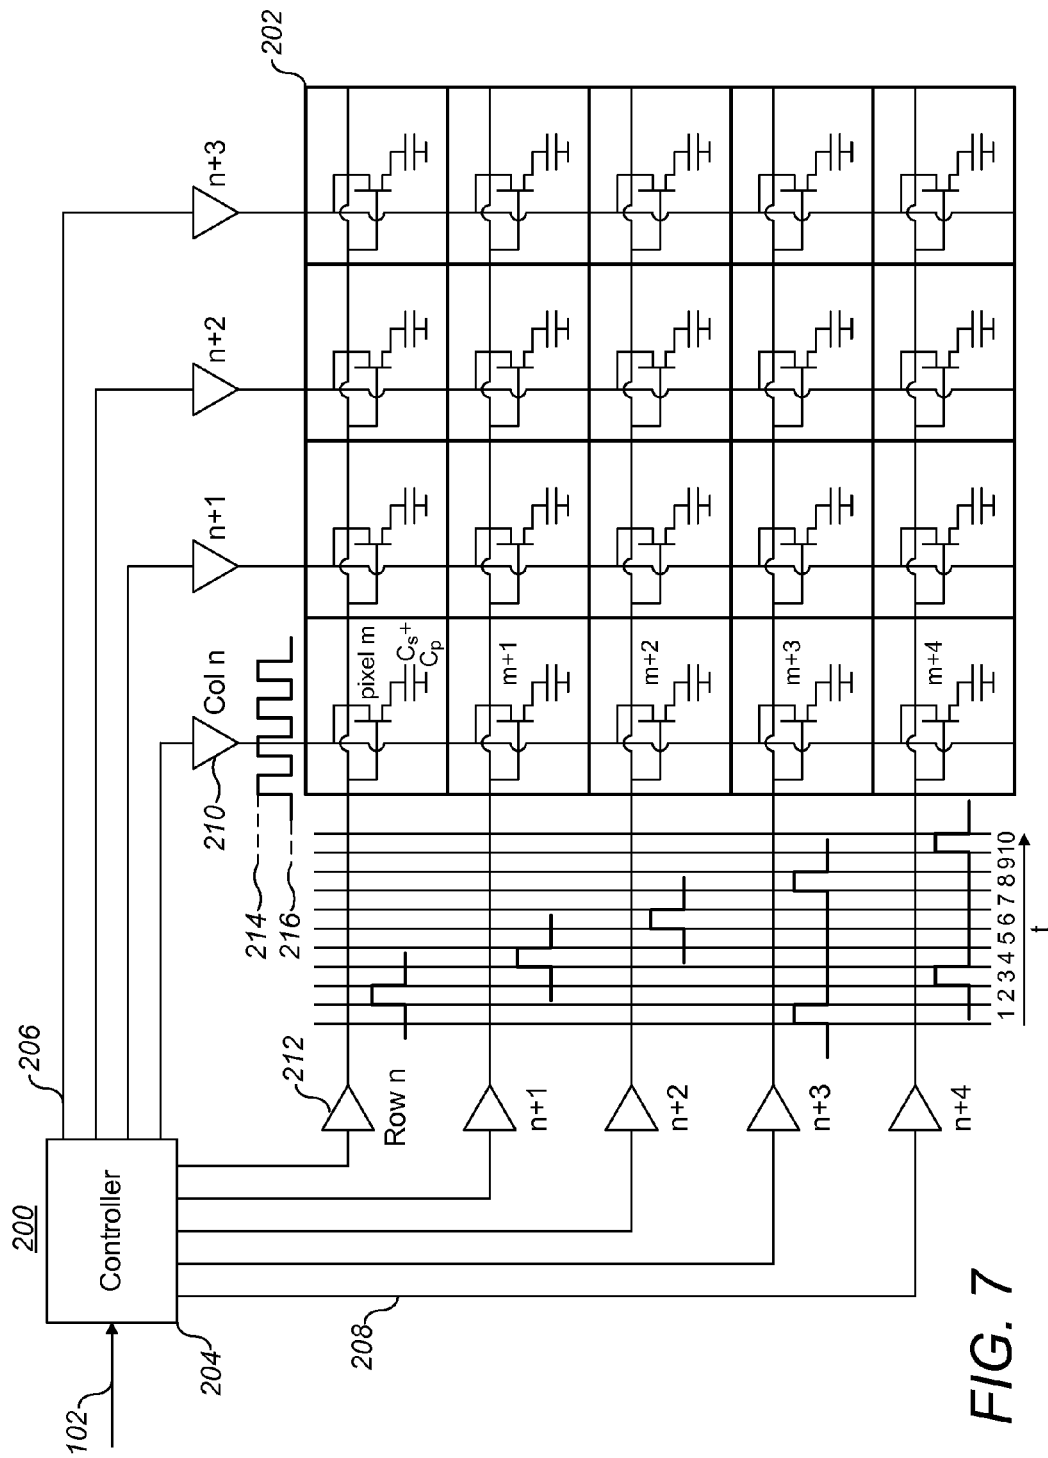 200
102
Controller
204
206
208
202
Col n
n+1
n+2
n+3
210
214
216
212
Row n
n+1
n+2
n+3
n+4
pixel m
Cs+
Cp
m+1
m+2
m+3
m+4
1 2 3 4 5 6 7 8 9 10
t
FIG. 7